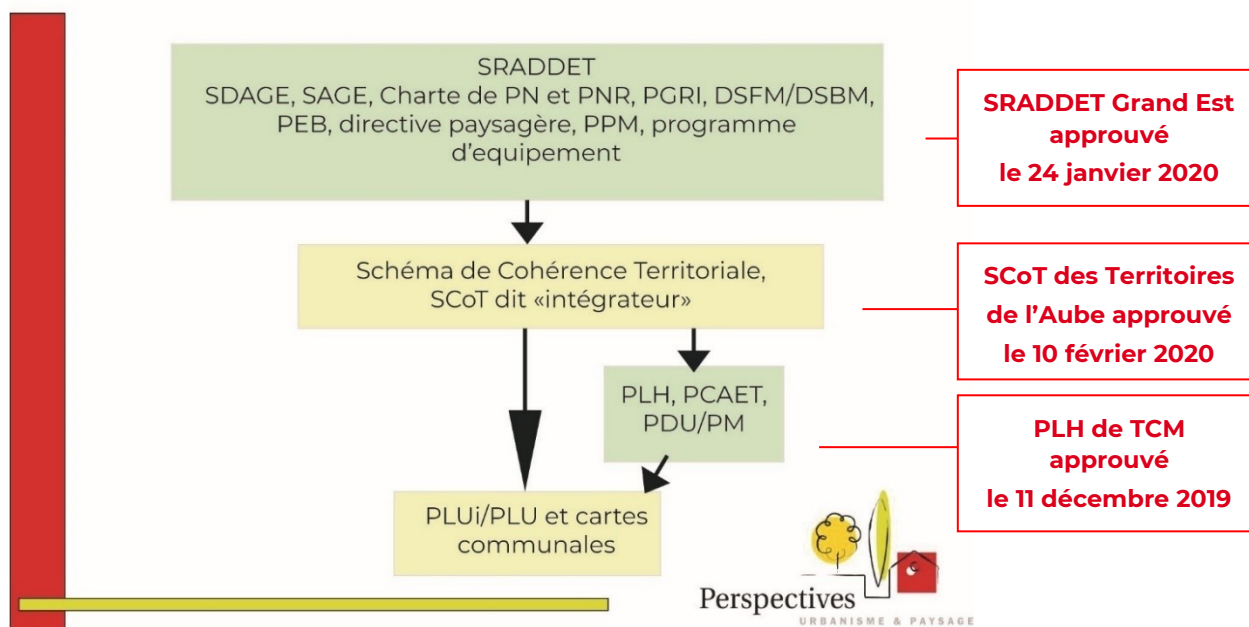 SRADDET
SDAGE, SAGE, Charte de PN et PNR, PGRI, DSFM/DSBM,
PEB, directive paysagère, PPM, programme
d'equipement
SRADDET Grand Est
approuvé
le 24 janvier 2020
Schéma de Cohérence Territoriale,
SCoT dit «intégrateur»
SCoT des Territoires
de l'Aube approuvé
le 10 février 2020
PLH, PCAET,
PDU/PM
PLH de TCM
approuvé
le 11 décembre 2019
PLUi/PLU et cartes
communales
Perspectives
URBANISME & PAYSAGE